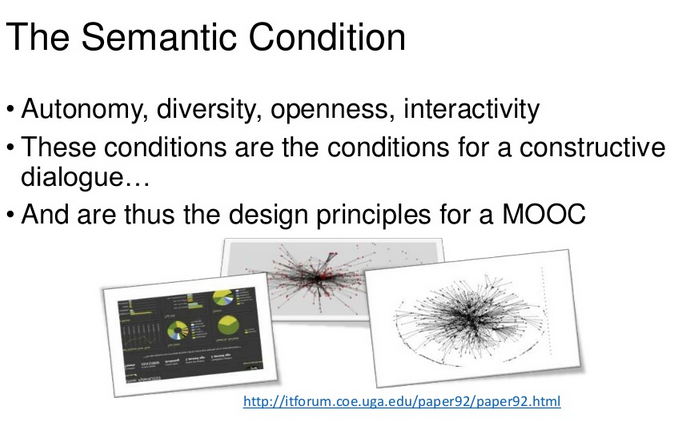 The Semantic Condition
• Autonomy, diversity, openness, interactivity
• These conditions are the conditions for a constructive
dialogue…
• And are thus the design principles for a MOOC
http://itforum.coe.uga.edu/paper92/paper92.html